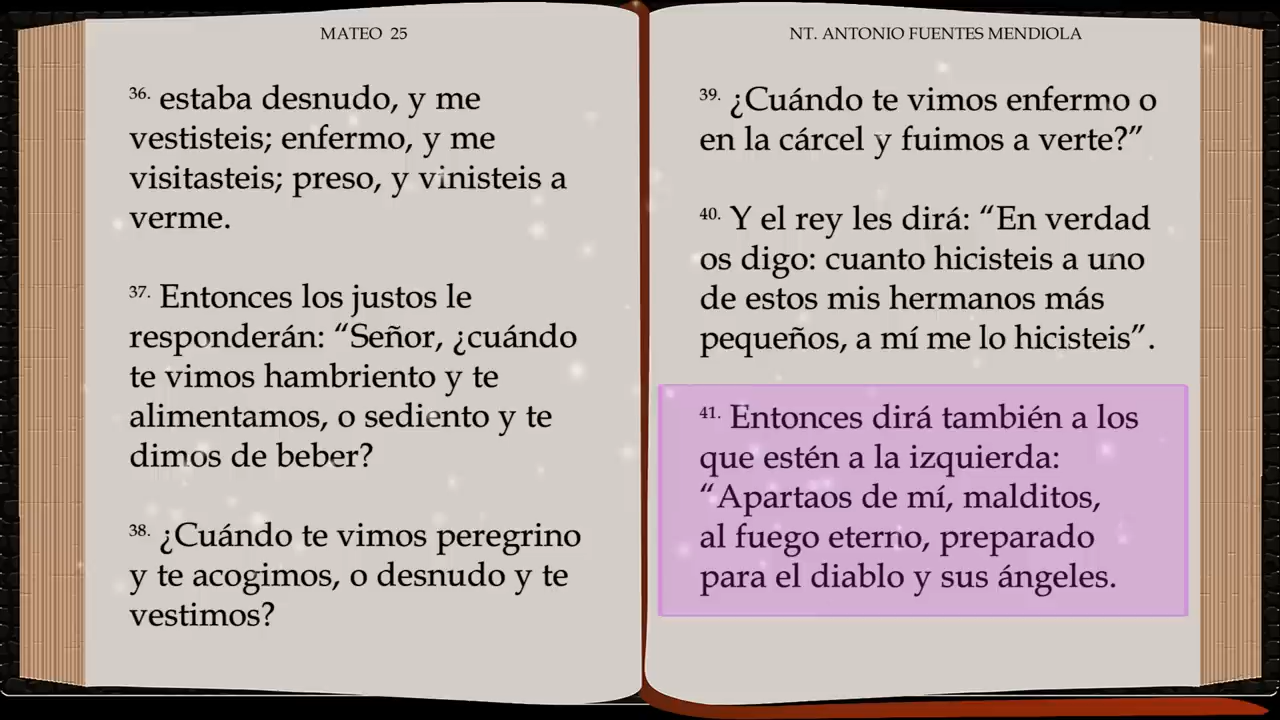 MATEO 25
36. estaba desnudo, y me
vestisteis; enfermo, y me
visitasteis; preso, y vinisteis a
verme.
37. Entonces los justos le
responderán: “Señor, ¿cuándo
te vimos hambriento y te
alimentamos, o sediento y te
dimos de beber?
38. ¿Cuándo te vimos peregrino
y te acogimos, o desnudo y te
vestimos?
NT. ANTONIO FUENTES MENDIOLA
39. ¿Cuándo te vimos enfermo o
en la cárcel y fuimos a verte?”
40. Y el rey les dirá: “En verdad
os digo: cuanto hicisteis a uno
de estos mis hermanos más
pequeños, a mí me lo hicisteis”.
41. Entonces dirá también a los
que estén a la izquierda:
“Apartaos de mí, malditos,
al fuego eterno, preparado
para el diablo y sus ángeles.